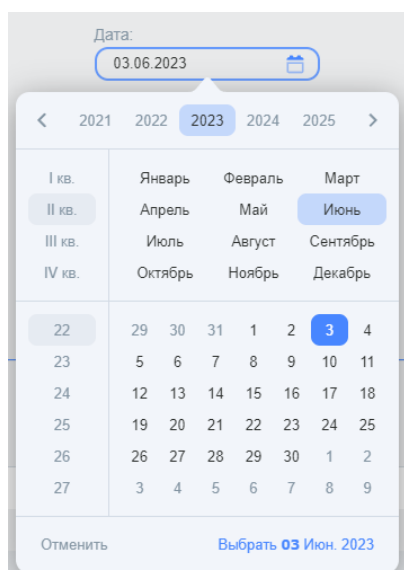 Дата:
03.06.2023
2021 2022 2023 2024 2025
I кв. Январь Февраль Март
II кв. Апрель Май Июнь
III кв. Июль Август Сентябрь
IV кв. Октябрь Ноябрь Декабрь
22 29 30 31 1 2 3 4
23 5 6 7 8 9 10 11
24 12 13 14 15 16 17 18
25 19 20 21 22 23 24 25
26 26 27 28 29 30 1 2
27 3 4 5 6 7 8 9
Отменить Выбрать 03 Июн. 2023